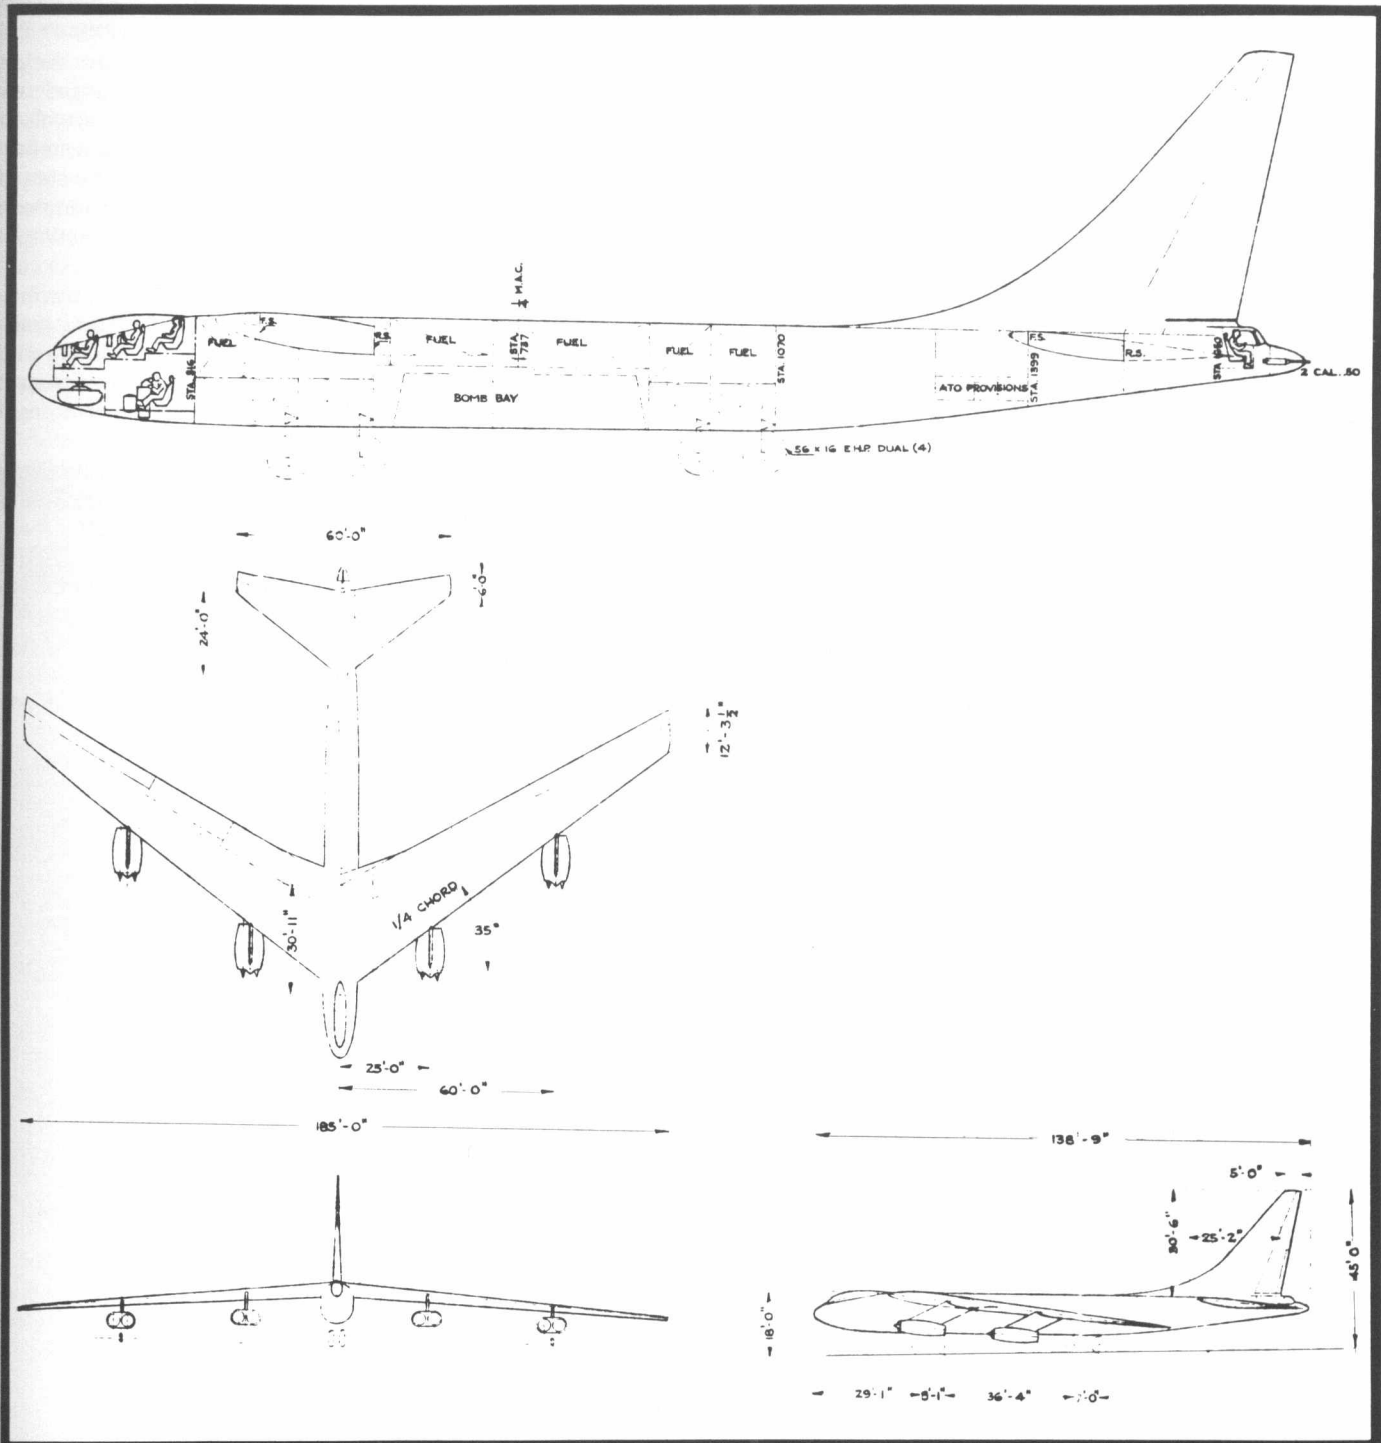 M.A.C.
4
F.S.
FUEL
R.S.
FUEL
STA.
787
FUEL
FUEL
FUEL
STA. 1070
STA. 316
BOMB BAY
F.S.
R.S.
STA. 1399
ATO PROVISIONS
2 CAL. .50
56 x 16 E.H.P. DUAL (4)
60'-0"
6'-0"
24'-0"
12'-3 1/2"
1/4 CHORD
30'-11"
35°
25'-0"
60'-0"
185'-0"
138'-9"
5'-0"
30'-6"
25'-2"
45'0"
18'-0"
29'-1"
36'-4"